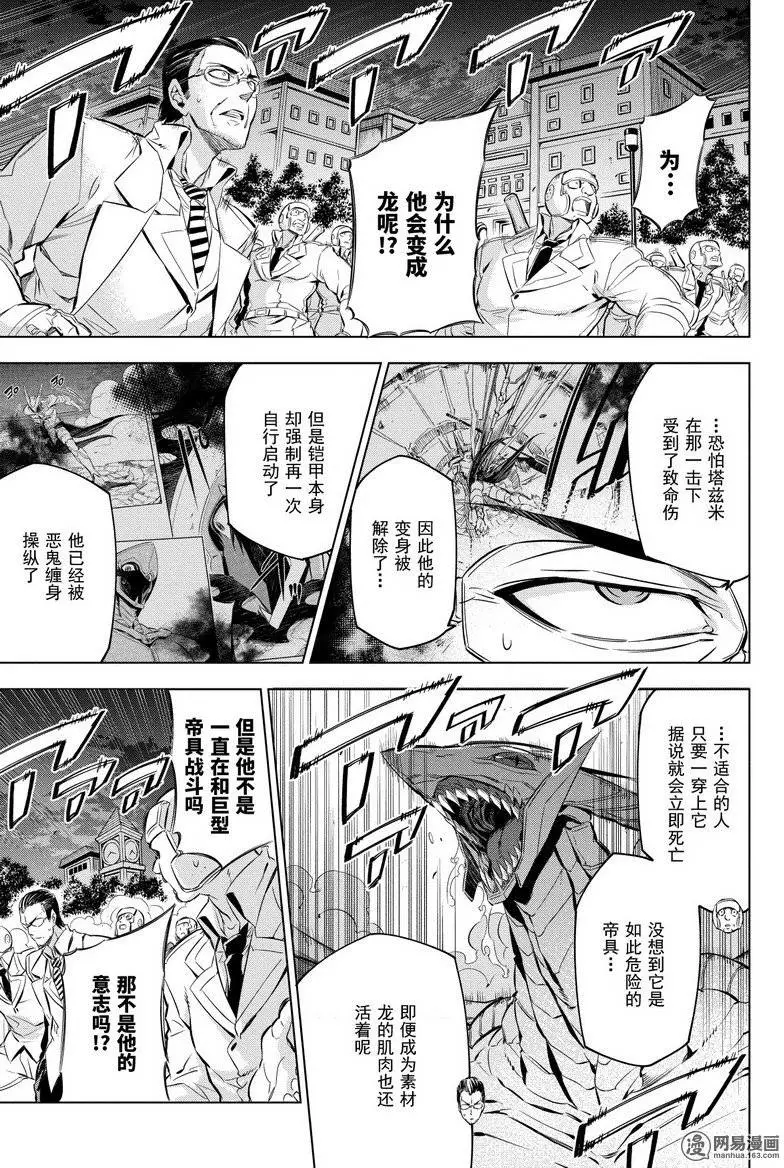 为…
为什么
他会变成
龙呢!?
…恐怕塔兹米
在那一击下
受到了致命伤
因此他的
变身被
解除了…
但是铠甲本身
却强制再一次
自行启动了
他已经被
恶鬼缠身
操纵了
…不适合的人
只要一穿上它
据说就会立即死亡
没想到它是
如此危险的
帝具…
即便成为素材
龙的肌肉也还
活着呢
但是他不是
一直在和巨型
帝具战斗吗
那不是他的
意志吗!?
网易漫画
manhua.163.com